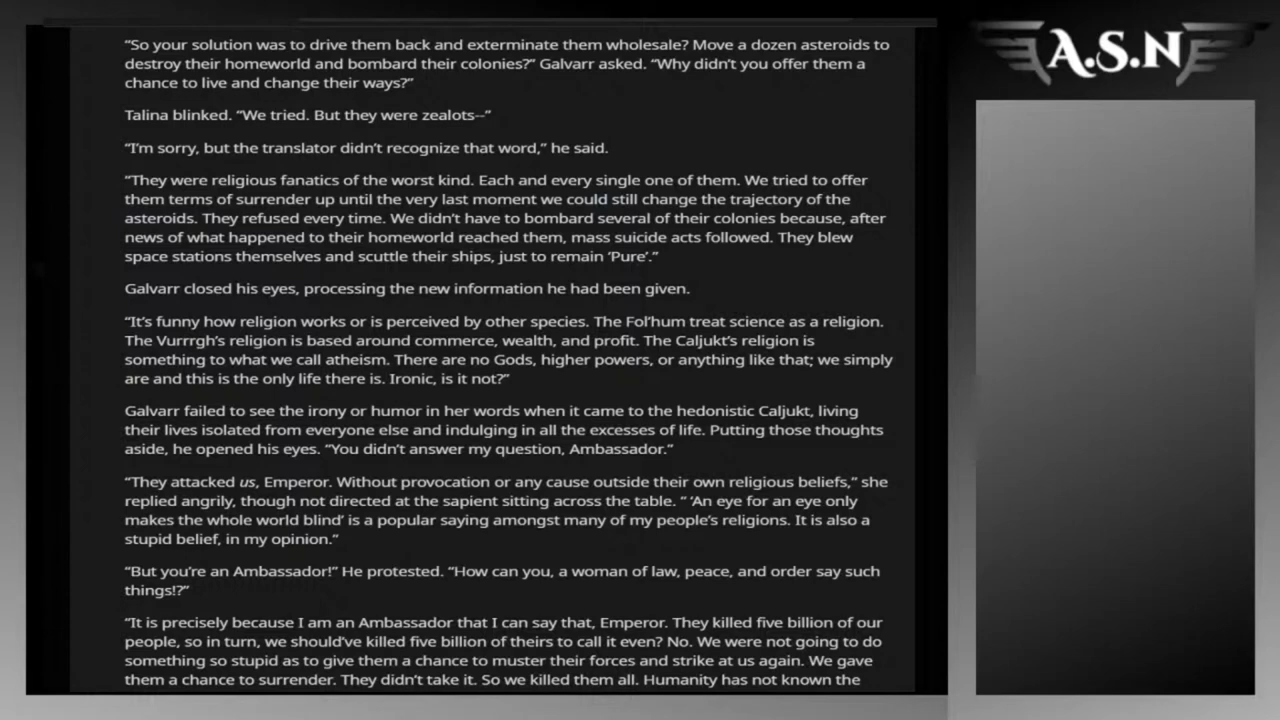 “So your solution was to drive them back and exterminate them wholesale? Move a dozen asteroids to
destroy their homeworld and bombard their colonies?” Galvarr asked. “Why didn’t you offer them a
chance to live and change their ways?”
Talina blinked. “We tried. But they were zealots--”
“I’m sorry, but the translator didn’t recognize that word,” he said.
“They were religious fanatics of the worst kind. Each and every single one of them. We tried to offer
them terms of surrender up until the very last moment we could still change the trajectory of the
asteroids. They refused every time. We didn’t have to bombard several of their colonies because, after
news of what happened to their homeworld reached them, mass suicide acts followed. They blew
space stations themselves and scuttle their ships, just to remain ‘Pure’.”
Galvarr closed his eyes, processing the new information he had been given.
“It’s funny how religion works or is perceived by other species. The Fol’hum treat science as a religion.
The Vurrrgh’s religion is based around commerce, wealth, and profit. The Caljukt’s religion is
something to what we call atheism. There are no Gods, higher powers, or anything like that; we simply
are and this is the only life there is. Ironic, is it not?”
Galvarr failed to see the irony or humor in her words when it came to the hedonistic Caljukt, living
their lives isolated from everyone else and indulging in all the excesses of life. Putting those thoughts
aside, he opened his eyes. “You didn’t answer my question, Ambassador.”
“They attacked us, Emperor. Without provocation or any cause outside their own religious beliefs,” she
replied angrily, though not directed at the sapient sitting across the table. “ ‘An eye for an eye only
makes the whole world blind’ is a popular saying amongst many of my people’s religions. It is also a
stupid belief, in my opinion.”
“But you’re an Ambassador!” He protested. “How can you, a woman of law, peace, and order say such
things!?”
“It is precisely because I am an Ambassador that I can say that, Emperor. They killed five billion of our
people, so in turn, we should’ve killed five billion of theirs to call it even? No. We were not going to do
something so stupid as to give them a chance to muster their forces and strike at us again. We gave
them a chance to surrender. They didn’t take it. So we killed them all. Humanity has not known the
A.S.N